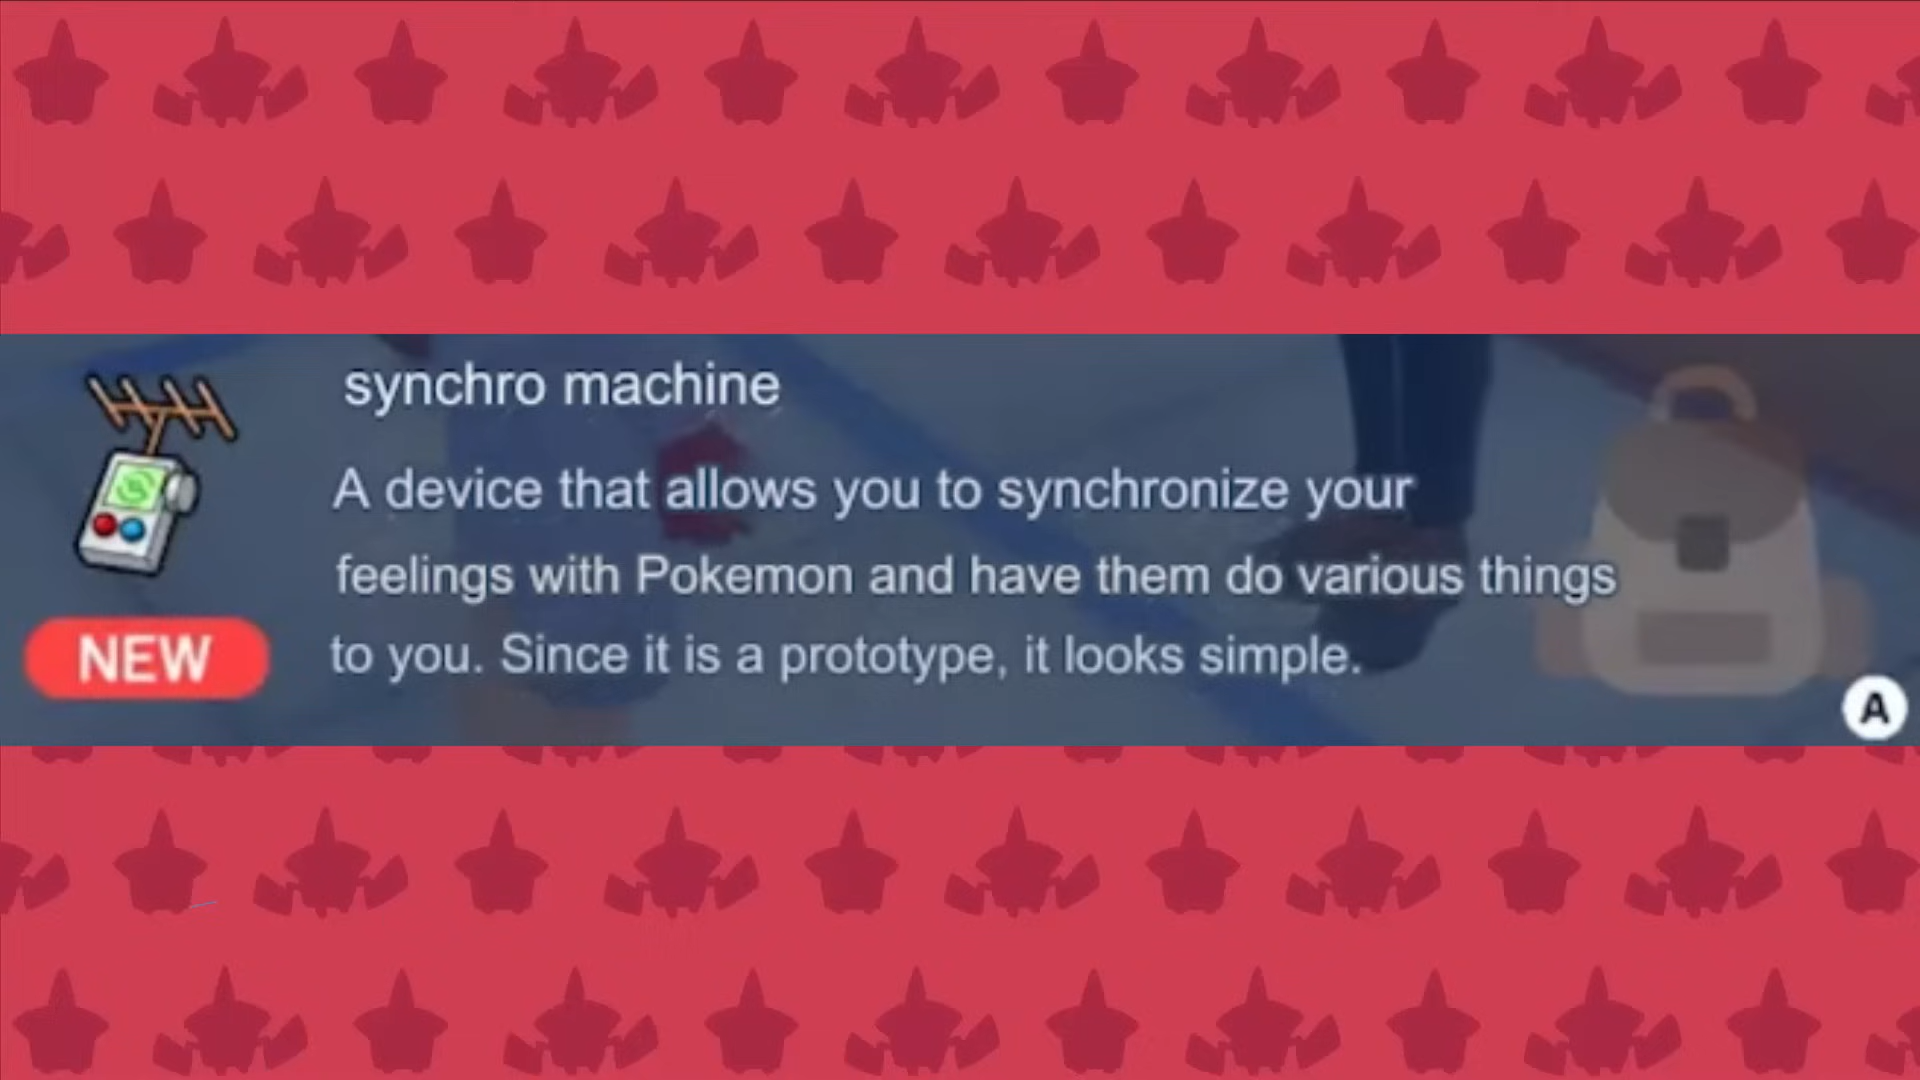 synchro machine
A device that allows you to synchronize your
feelings with Pokemon and have them do various things
to you. Since it is a prototype, it looks simple.
NEW
A